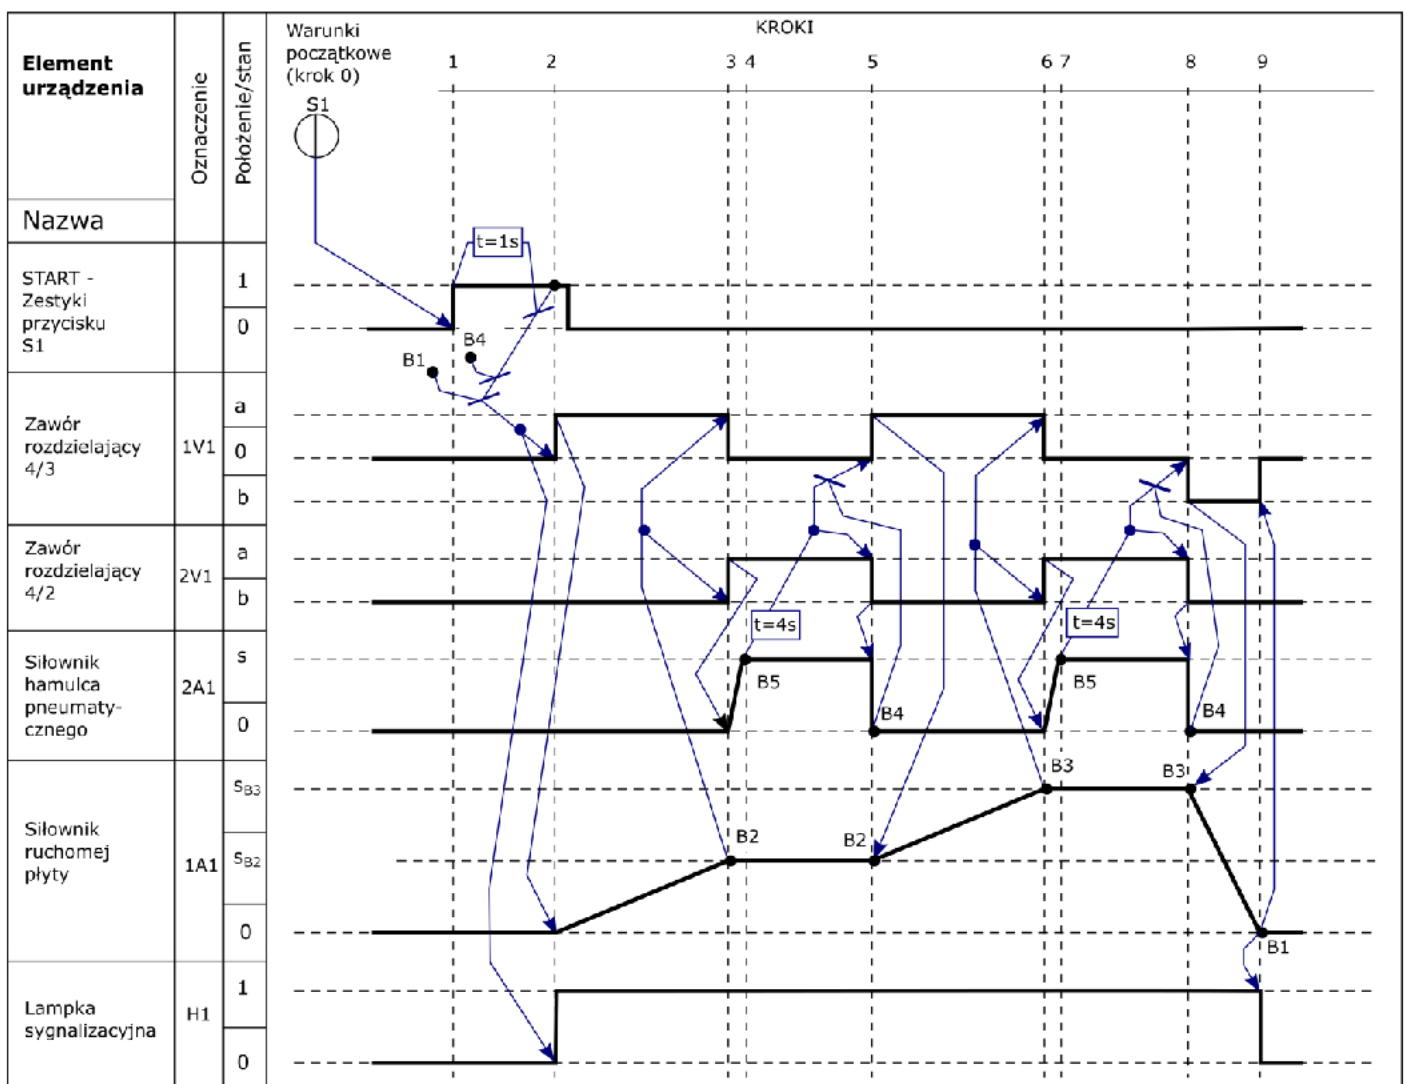 Element
urządzenia
Nazwa
Oznaczenie
Położenie/stan
Warunki
początkowe
(krok 0)
KROKI
1 2 3 4 5 6 7 8 9
S1
START -
Zestyki
przycisku
S1
1
0
t=1s
B1
B4
Zawór
rozdzielający
4/3
1V1
a
0
b
Zawór
rozdzielający
4/2
2V1
a
b
t=4s
t=4s
Siłownik
hamulca
pneumaty-
cznego
2A1
s
0
B5
B4
B5
B4
Siłownik
ruchomej
płyty
1A1
sB3
sB2
0
B2
B2
B3
B3
B1
Lampka
sygnalizacyjna
H1
1
0